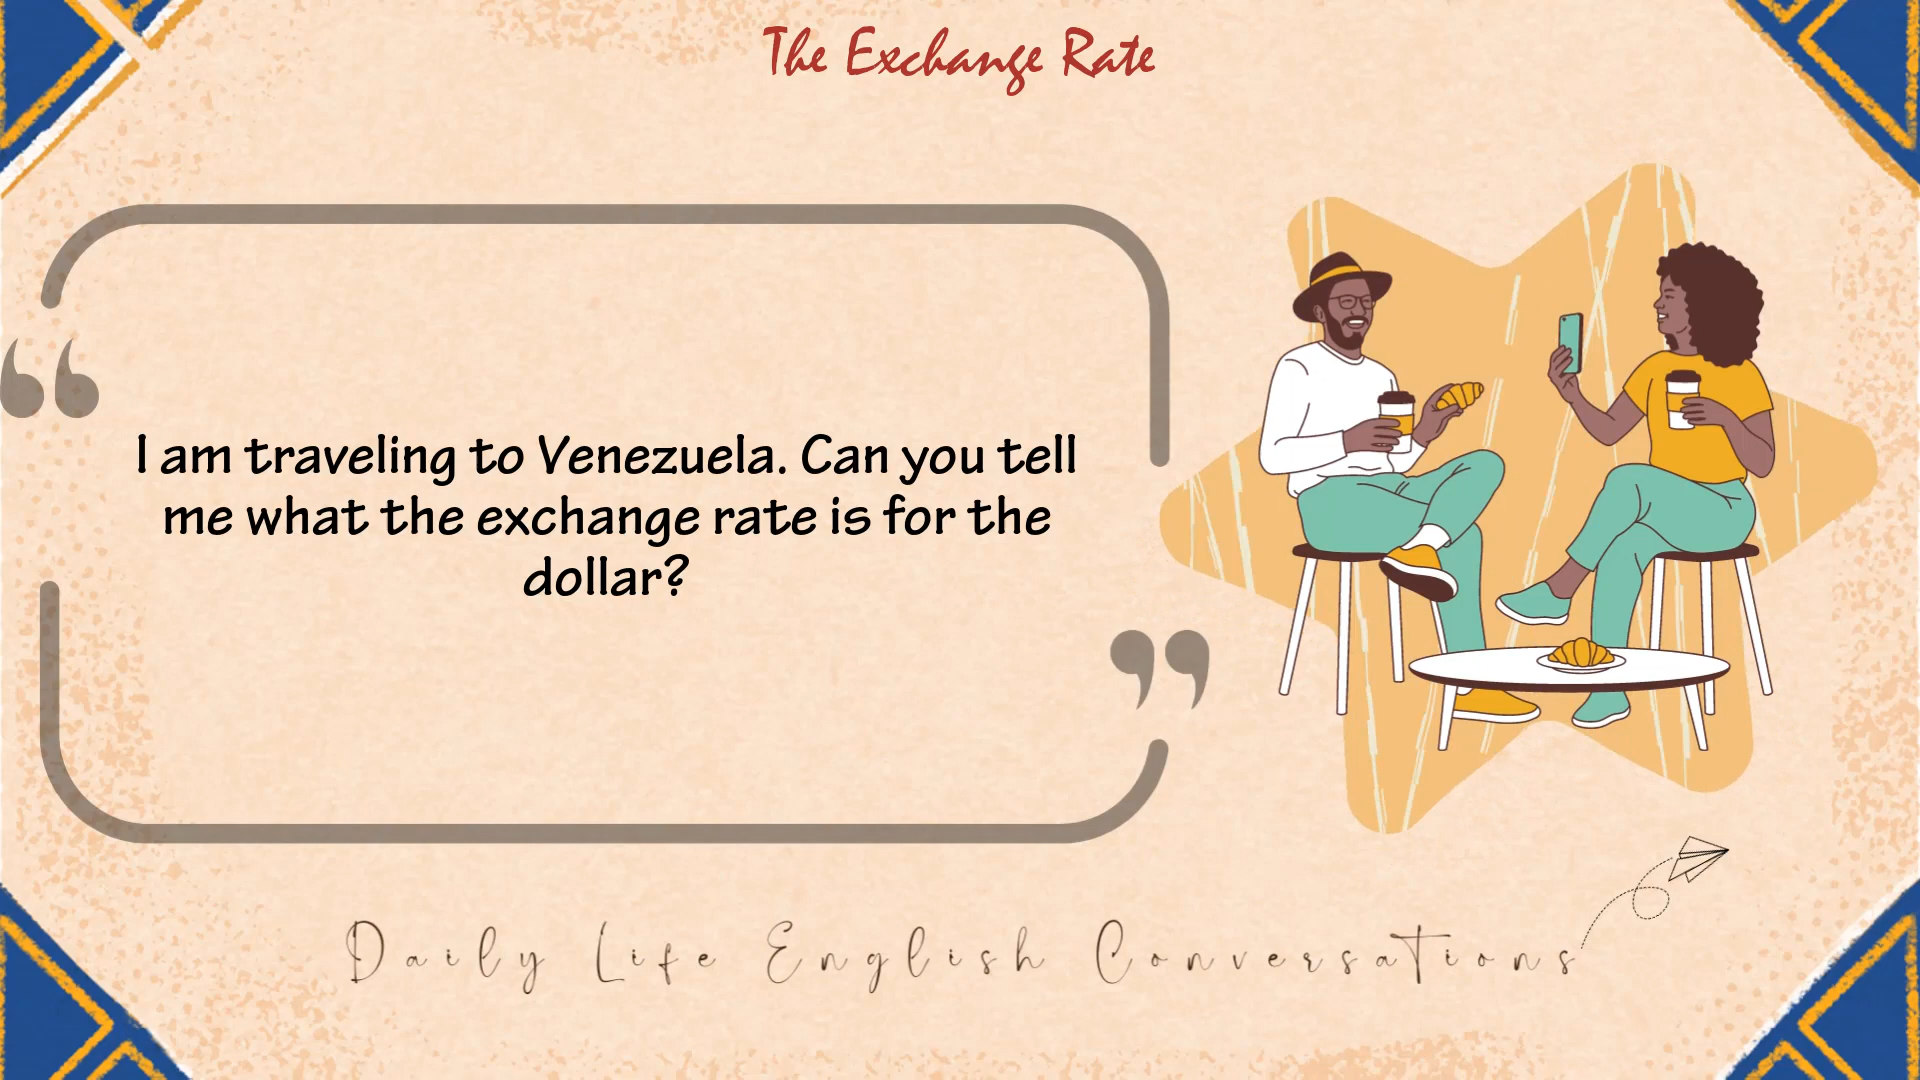 The Exchange Rate
I am traveling to Venezuela. Can you tell
me what the exchange rate is for the
dollar?
Daily Life English Conversations